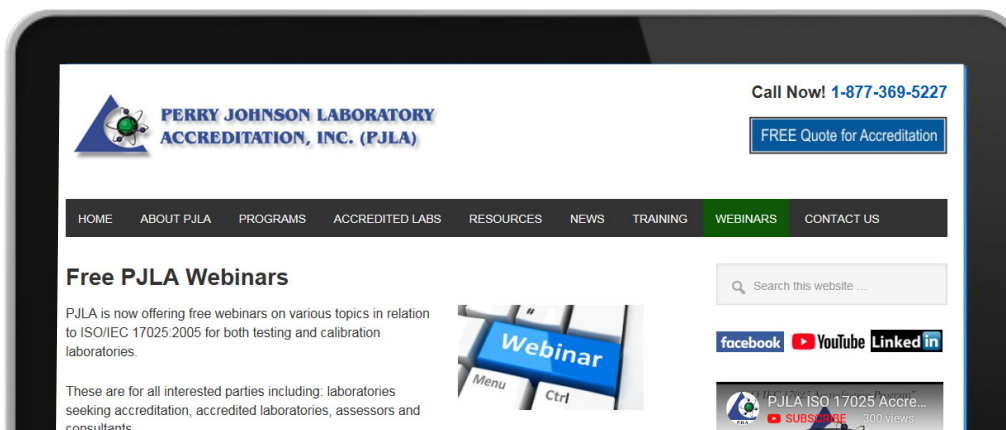 Call Now! 1-877-369-5227
PERRY JOHNSON LABORATORY
ACCREDITATION, INC. (PJLA)
FREE Quote for Accreditation
HOME ABOUT PJLA PROGRAMS ACCREDITED LABS RESOURCES NEWS TRAINING WEBINARS CONTACT US
Free PJLA Webinars
Search this website ...
PJLA is now offering free webinars on various topics in relation
to ISO/IEC 17025:2005 for both testing and calibration
laboratories.
#
Webinar
Menu
Ctrl
facebook YouTube Linked in
These are for all interested parties including: laboratories
seeking accreditation, accredited laboratories, assessors and
consultants
PJLA ISO 17025 Accre...
SUBSCRIBE 300 views
PJLA